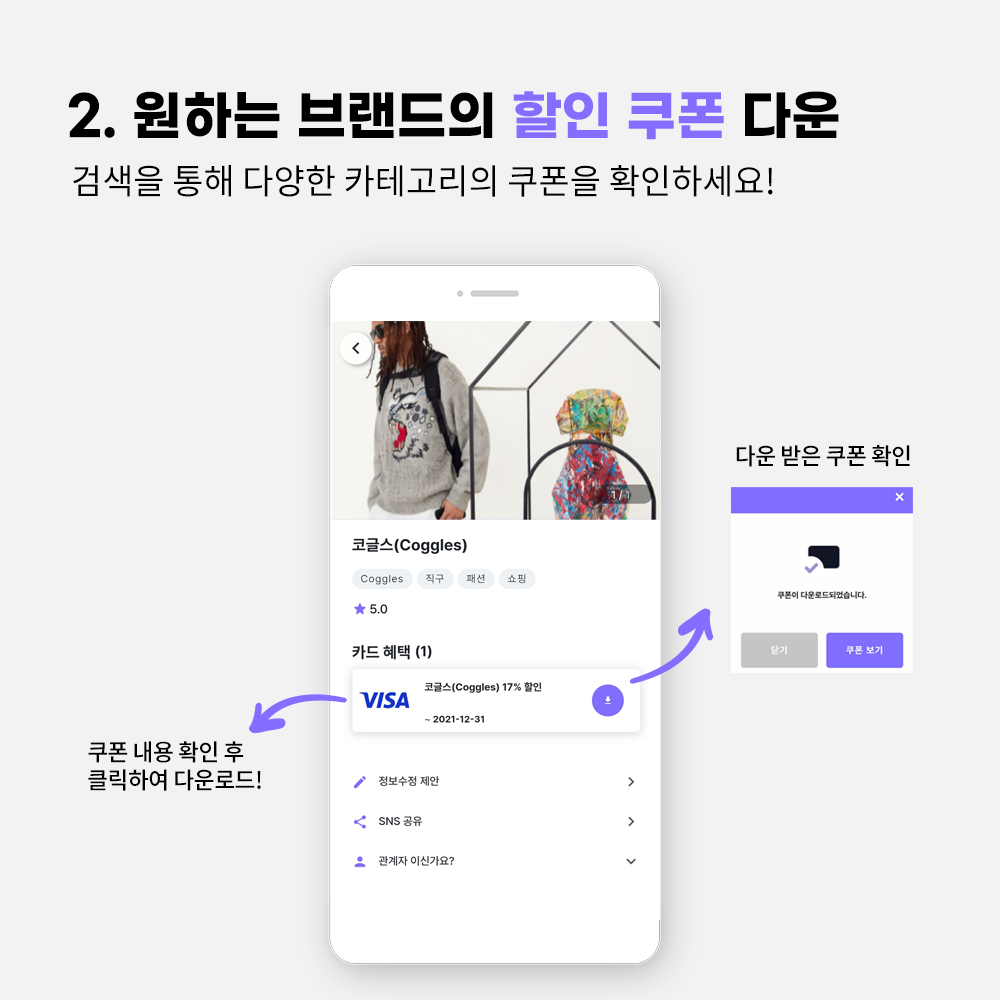 2. 원하는 브랜드의 할인 쿠폰 다운
검색을 통해 다양한 카테고리의 쿠폰을 확인하세요!
1 / 1
코글스(Coggles)
Coggles 직구 패션 쇼핑
5.0
카드 혜택 (1)
VISA
코글스(Coggles) 17% 할인
~ 2021-12-31
정보수정 제안
SNS 공유
관계자 이신가요?
쿠폰 내용 확인 후
클릭하여 다운로드!
다운 받은 쿠폰 확인
쿠폰이 다운로드되었습니다.
닫기 쿠폰 보기